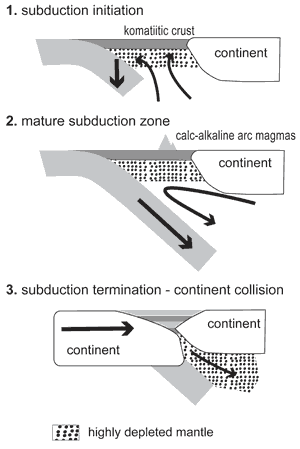 1. subduction initiation
komatiitic crust
continent
2. mature subduction zone
calc-alkaline arc magmas
continent
3. subduction termination - continent collision
continent
continent
highly depleted mantle